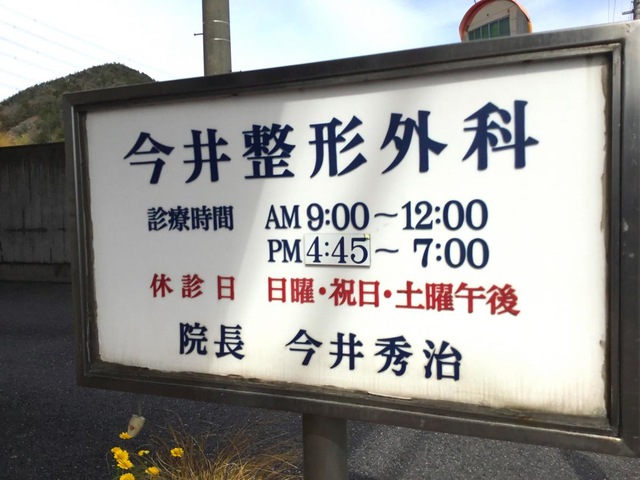 今井整形外科
診療時間 AM 9:00～12:00
PM 4:45～ 7:00
休診日 日曜・祝日・土曜午後
院長 今井秀治